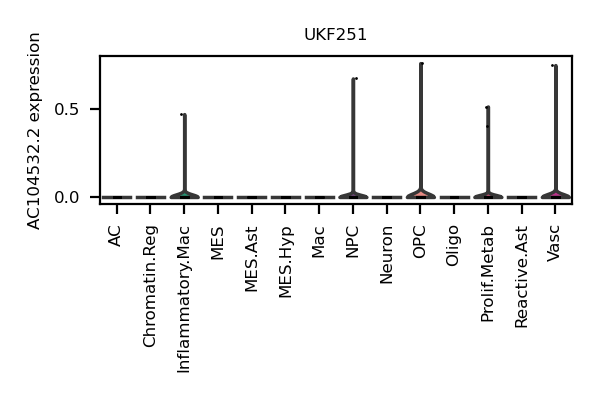 UKF251
AC104532.2 expression
0.5
0.0
AC
Chromatin.Reg
Inflammatory.Mac
MES
MES.Ast
MES.Hyp
Mac
NPC
Neuron
OPC
Oligo
Prolif.Metab
Reactive.Ast
Vasc